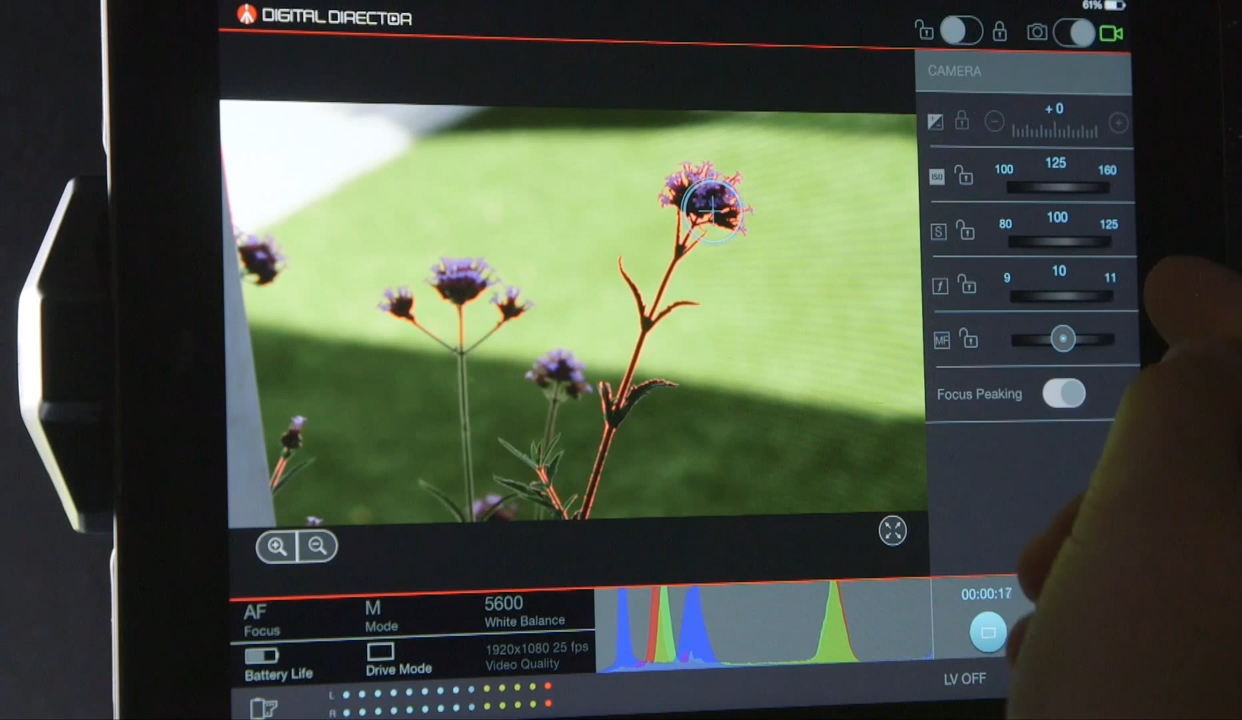 61%
DIGITAL DIRECTOR
CAMERA
+0
ISO
100 125 160
S
80 100 125
f
9 10 11
MF
Focus Peaking
AF
Focus
M
Mode
5600
White Balance
Battery Life
Drive Mode
1920x1080 25 fps
Video Quality
00:00:17
LV OFF
L
R